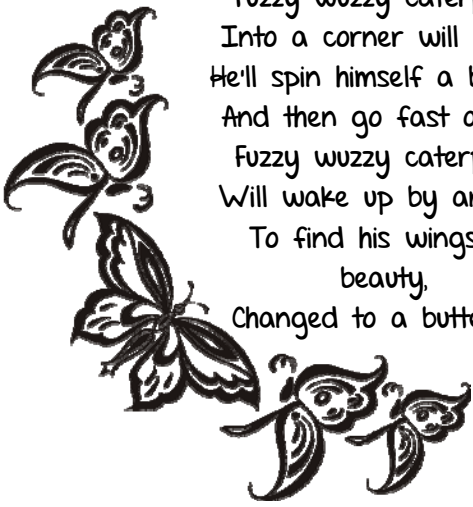 Fuzzy wuzzy
Into a corner will
He'll spin himself a
And then go fast
Fuzzy wuzzy
Will wake up by
To find his wings
beauty,
Changed to a